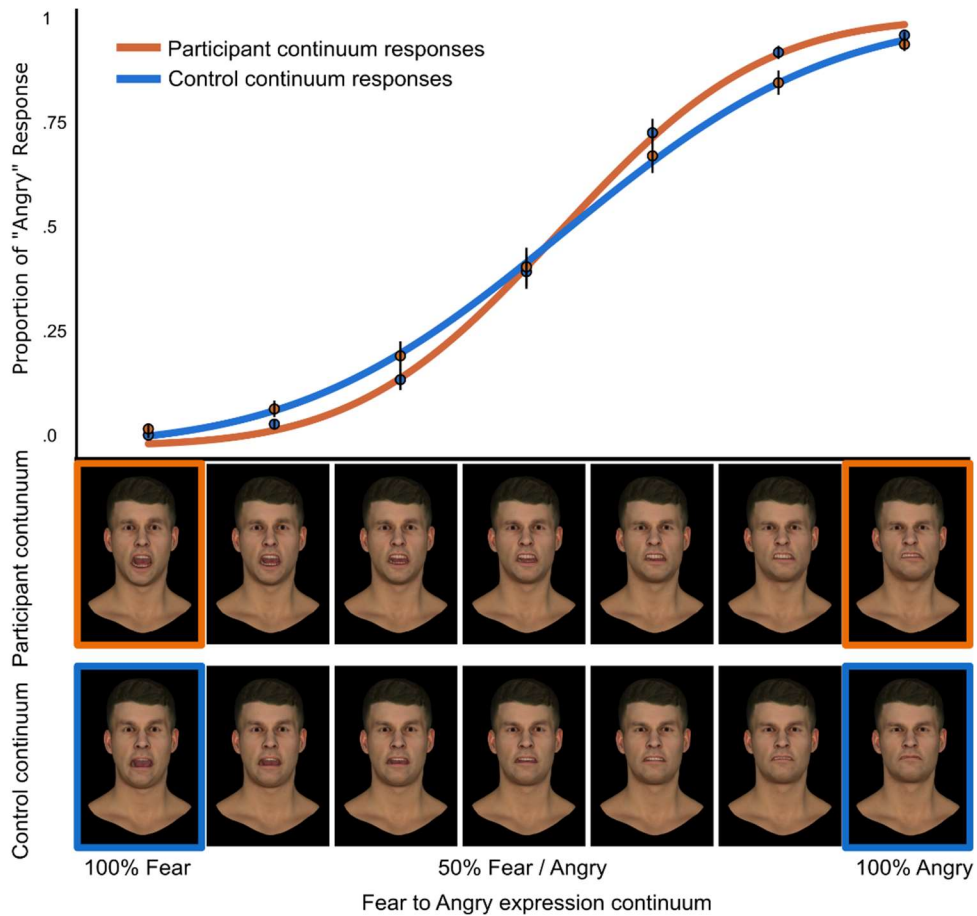 1
Participant continuum responses
Control continuum responses
.75
.5
.25
.0
Proportion of "Angry" Response
Participant contunuum
Control continuum
100% Fear
50% Fear / Angry
100% Angry
Fear to Angry expression continuum